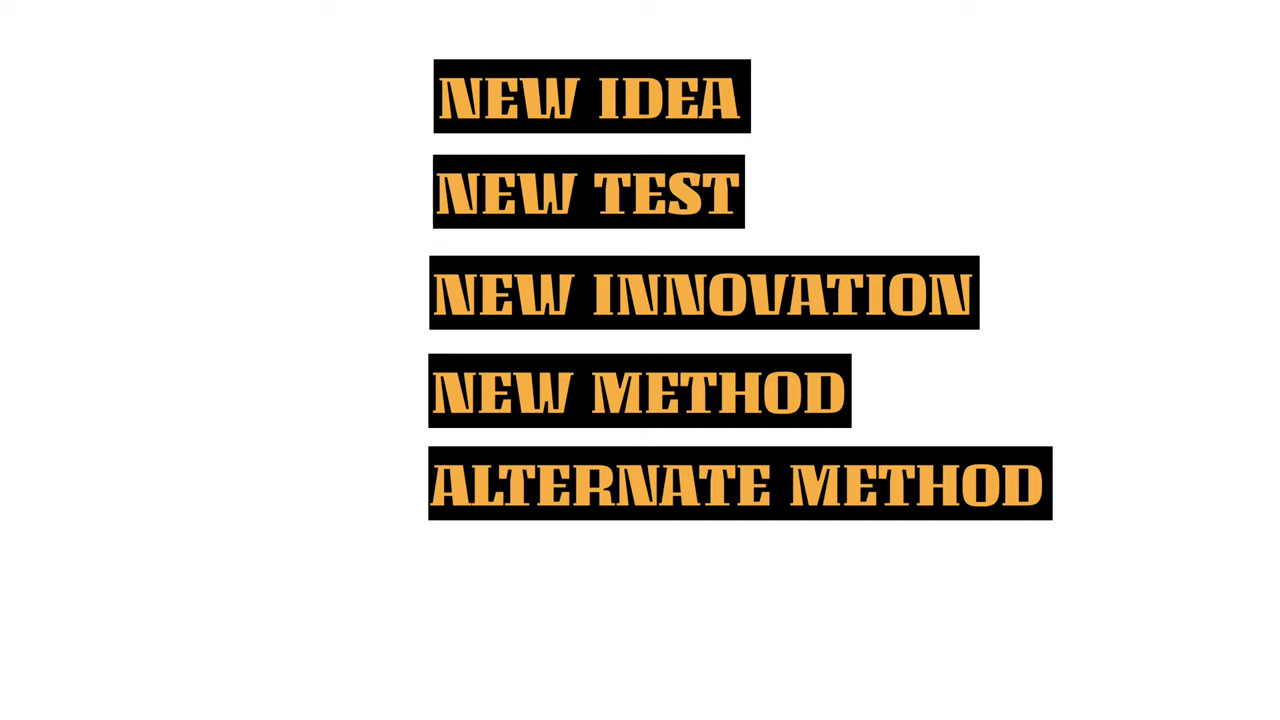 NEW IDEA
NEW TEST
NEW INNOVATION
NEW METHOD
ALTERNATE METHOD